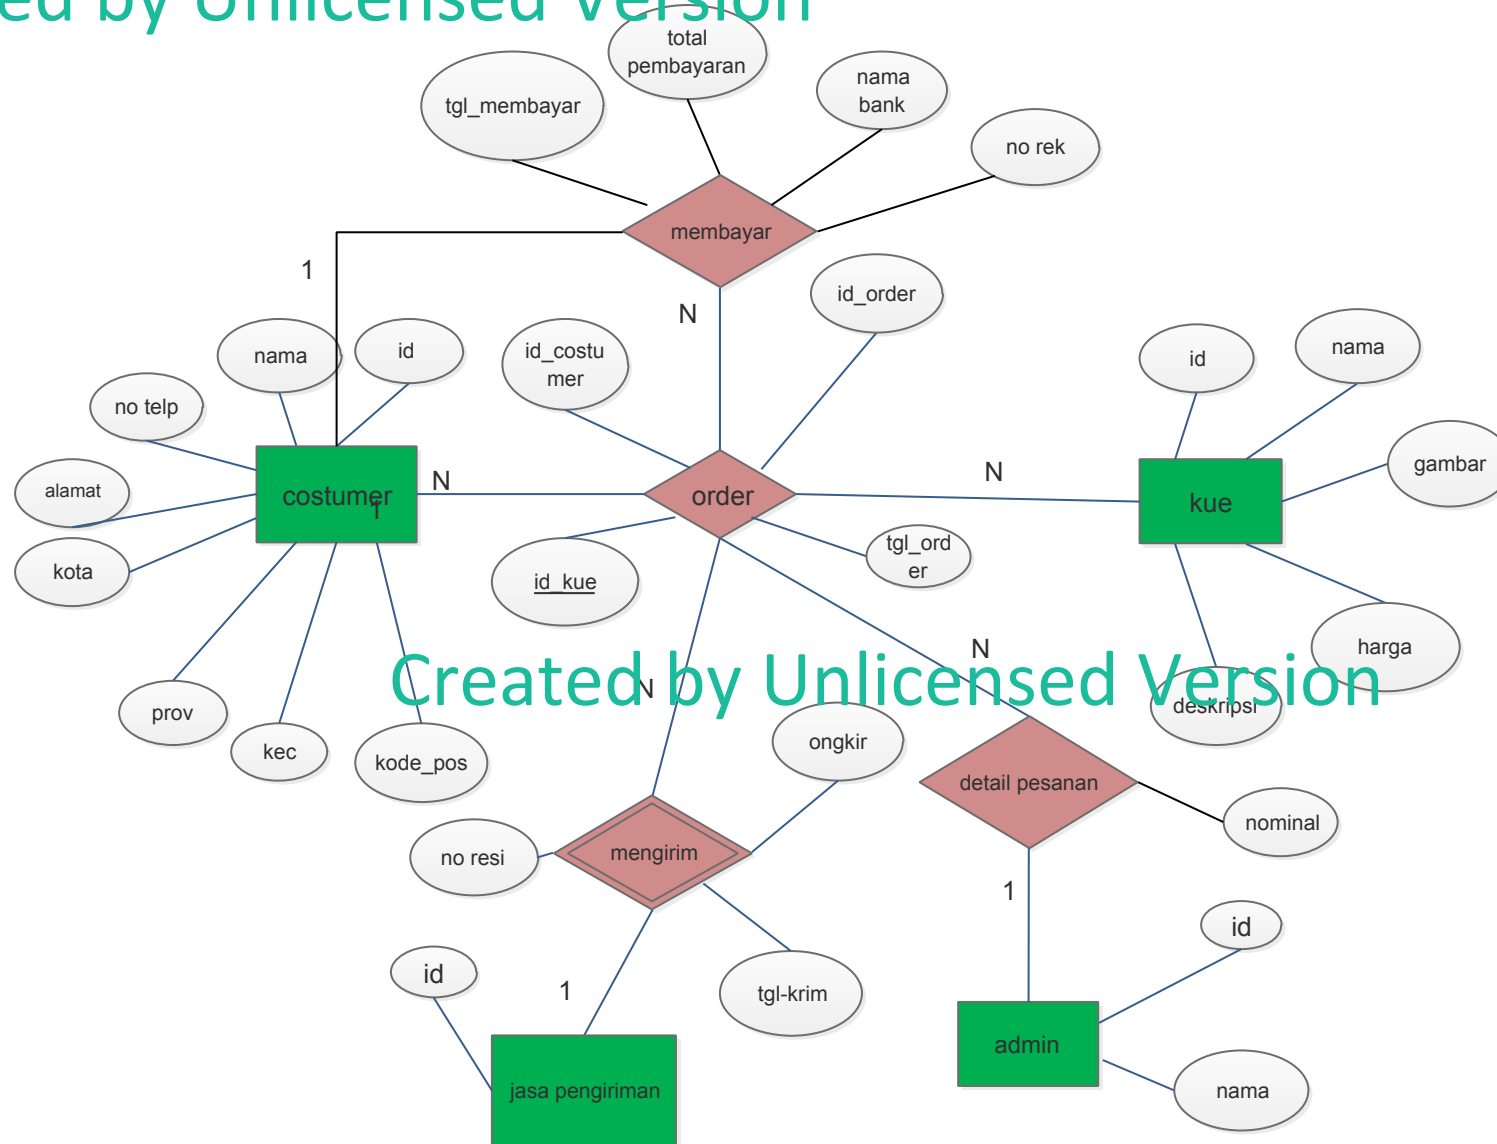 ed by Unlicensed Version
total
pembayaran
nama
bank
tgl_membayar
no rek
membayar
1
id_order
N
nama
id
id_costu
mer
id
nama
no telp
gambar
alamat
costumer
1
N
order
N
kue
kota
id_kue
tgl_ord
er
harga
N
N
Created by Unlicensed Version
deskripsi
prov
kec
kode_pos
ongkir
detail pesanan
nominal
no resi
mengirim
1
id
id
1
tgl-krim
admin
jasa pengiriman
nama